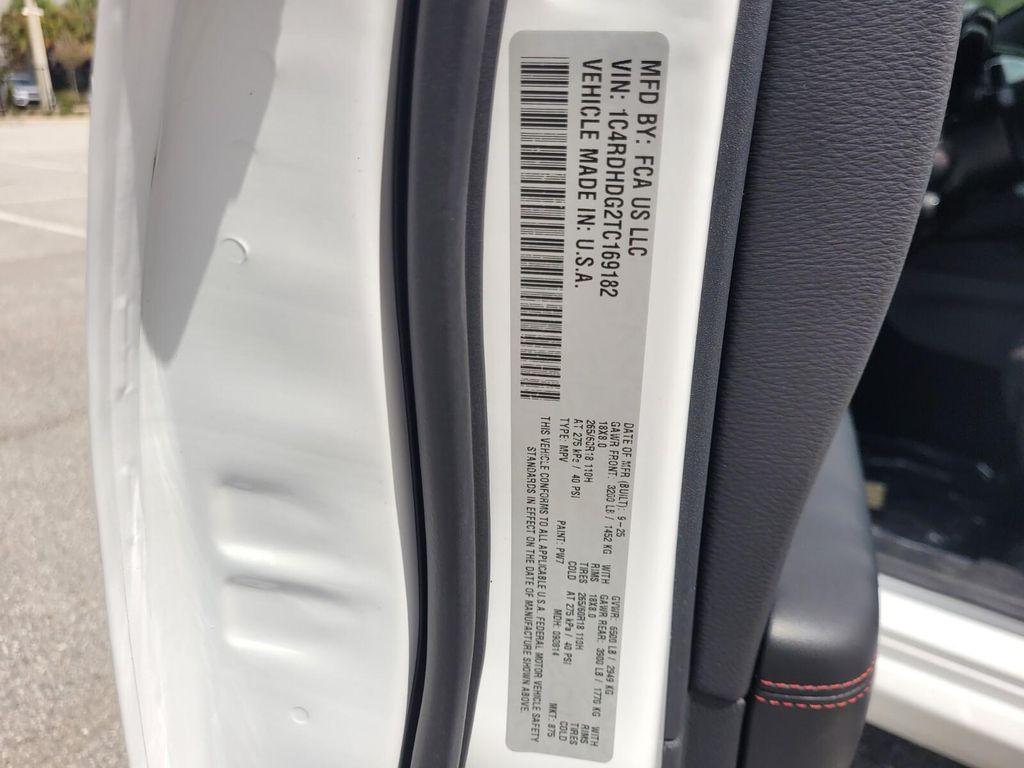 MFD BY: FCA US LLC
VIN: 1C4RDHDG2TC169182
VEHICLE MADE IN: U.S.A.
DATE OF MFR (BUILT): 9-25 GVWR: 6500 LB / 2949 KG
GAWR FRONT: 3200 LB / 1452 KG WITH GAWR REAR: 3900 LB / 1770 KG WITH
18X8.0 RIMS 18X8.0 RIMS
265/60R18 110H TIRES 265/60R18 110H TIRES
AT 275 kPa / 40 PSI COLD AT 275 kPa / 40 PSI COLD
TYPE: MPV PAINT: PW7 MDH: 090814 MKT: 875
THIS VEHICLE CONFORMS TO ALL APPLICABLE U.S.A. FEDERAL MOTOR VEHICLE SAFETY
STANDARDS IN EFFECT ON THE DATE OF MANUFACTURE SHOWN ABOVE.